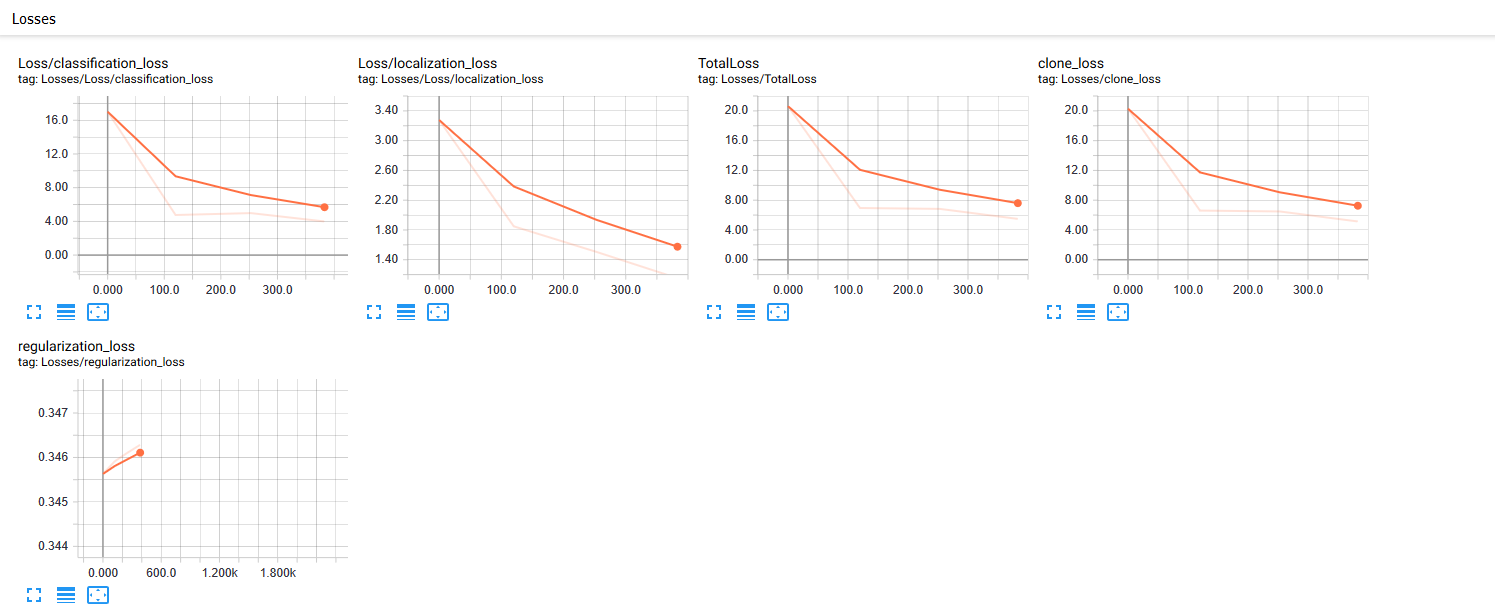 Losses
Loss/classification_loss
tag: Losses/Loss/classification_loss
16.0
12.0
8.00
4.00
0.00
0.000 100.0 200.0 300.0
Loss/localization_loss
tag: Losses/Loss/localization_loss
3.40
3.00
2.60
2.20
1.80
1.40
0.000 100.0 200.0 300.0
TotalLoss
tag: Losses/TotalLoss
20.0
16.0
12.0
8.00
4.00
0.00
0.000 100.0 200.0 300.0
clone_loss
tag: Losses/clone_loss
20.0
16.0
12.0
8.00
4.00
0.00
0.000 100.0 200.0 300.0
regularization_loss
tag: Losses/regularization_loss
0.347
0.346
0.345
0.344
0.000 600.0 1.200k 1.800k